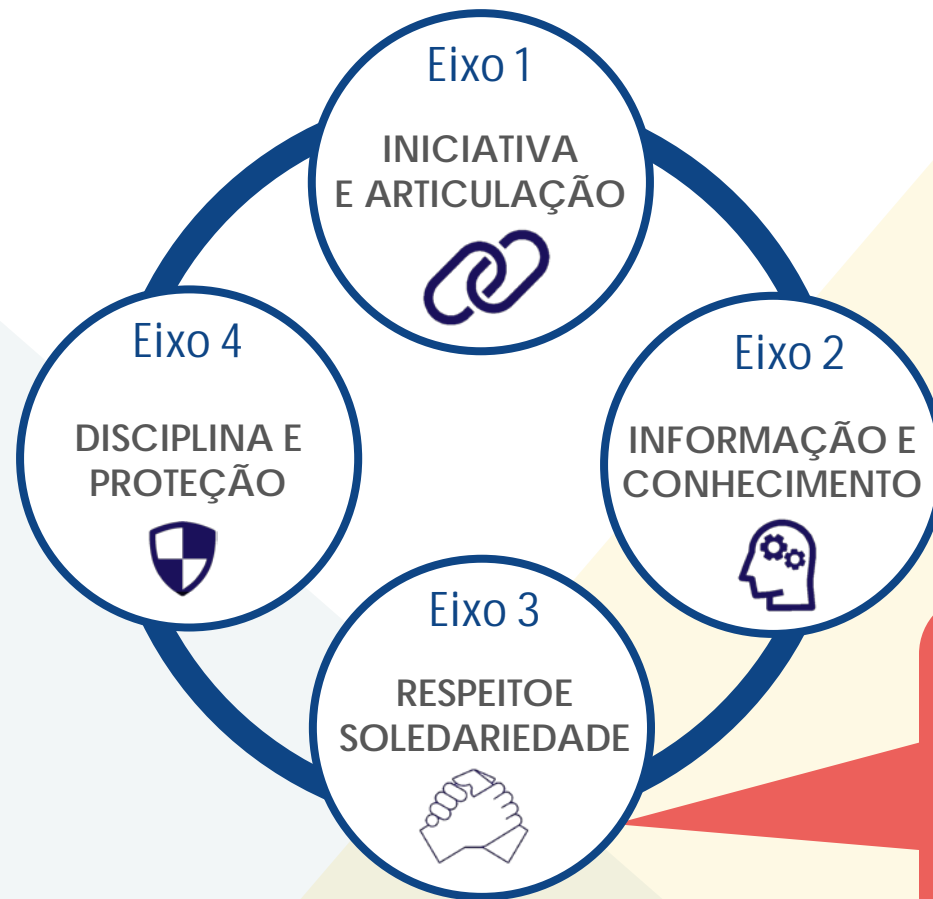 Eixo 1
INICIATIVA
E ARTICULAÇÃO
Eixo 2
INFORMAÇÃO E
CONHECIMENTO
Eixo 3
RESPEITOE
SOLEDARIEDADE
Eixo 4
DISCIPLINA E
PROTEÇÃO